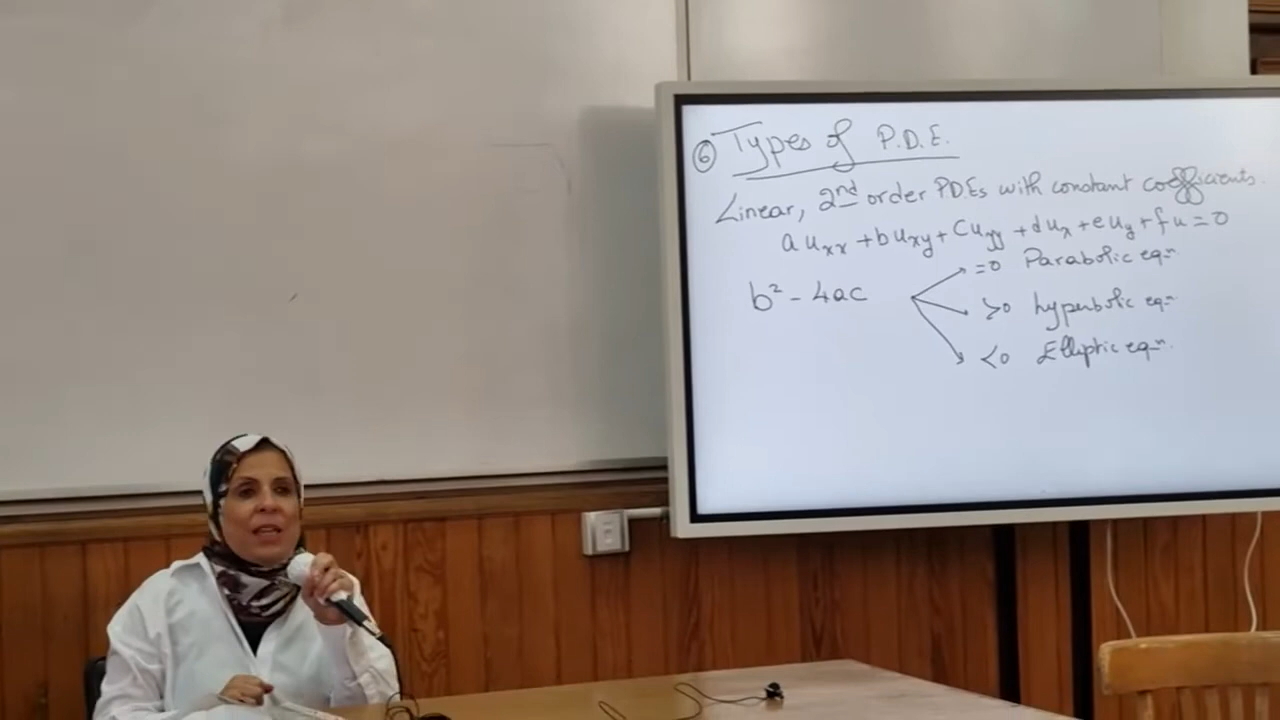 ⑥ Types of P.D.E.
Linear, 2nd order PDEs with constant coefficients.
a uxx + b uxy + c uyy + d ux + e uy + f u = 0
b² - 4ac
=0 Parabolic eqn.
>0 hyperbolic eqn.
<0 Elliptic eqn.